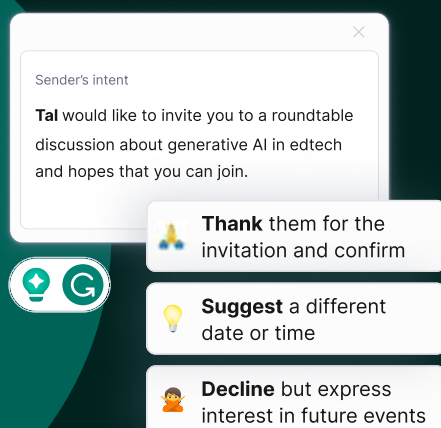 Sender's intent
Tal would like to invite you to a roundtable
discussion about generative AI in edtech
and hopes that you can join.
Thank them for the
invitation and confirm
Suggest a different
date or time
Decline but express
interest in future events